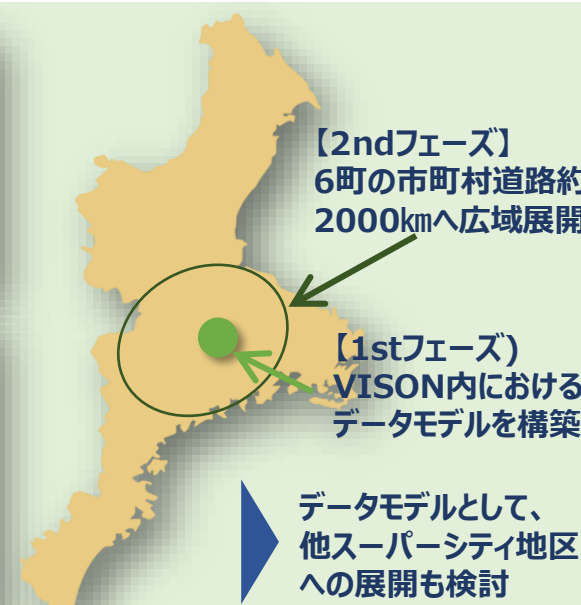 【2ndフェーズ】
6町の市町村道路約
2000㎞へ広域展開
【1stフェーズ)
VISON内における
データモデルを構築
データモデルとして、
他スーパーシティ地区
への展開も検討